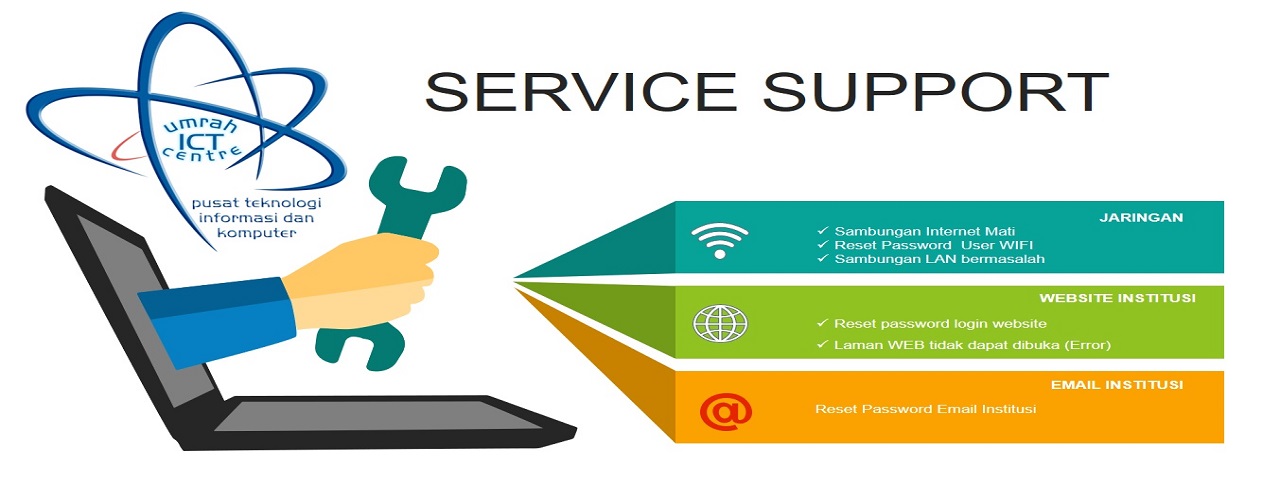 SERVICE SUPPORT
umrah
ICT
centre
pusat teknologi
informasi dan
komputer
JARINGAN
✓ Sambungan Internet Mati
✓ Reset Password User WIFI
✓ Sambungan LAN bermasalah
WEBSITE INSTITUSI
✓ Reset password login website
✓ Laman WEB tidak dapat dibuka (Error)
EMAIL INSTITUSI
@
Reset Password Email Institusi